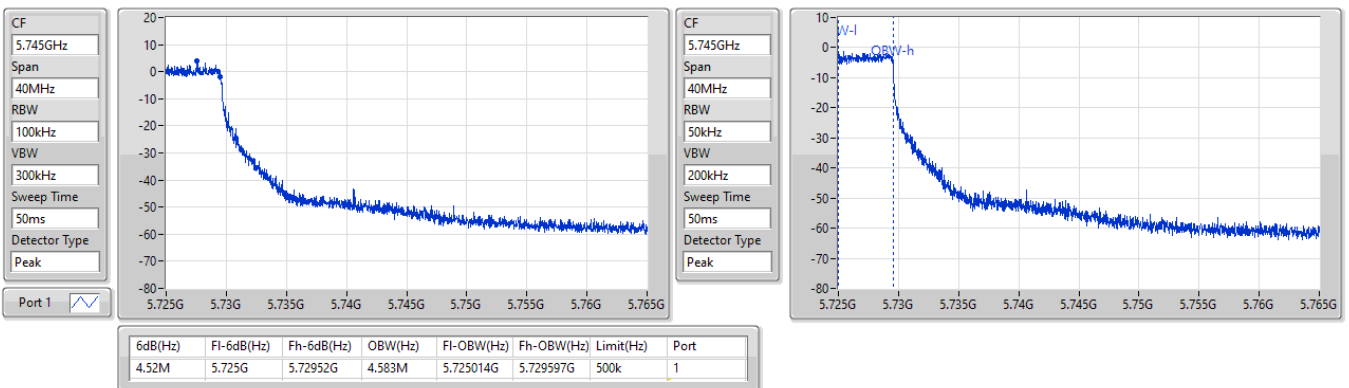 CF
5.745GHz
Span
40MHz
RBW
100kHz
VBW
300kHz
Sweep Time
50ms
Detector Type
Peak
Port 1
20
10
0
-10
-20
-30
-40
-50
-60
-70
-80
5.725G 5.73G 5.735G 5.74G 5.745G 5.75G 5.755G 5.76G 5.765G
CF
5.745GHz
Span
40MHz
RBW
50kHz
VBW
200kHz
Sweep Time
50ms
Detector Type
Peak
10
0
-10
-20
-30
-40
-50
-60
-70
-80
W-l
OBW-h
5.725G 5.73G 5.735G 5.74G 5.745G 5.75G 5.755G 5.76G 5.765G
6dB(Hz) Fl-6dB(Hz) Fh-6dB(Hz) OBW(Hz) Fl-OBW(Hz) Fh-OBW(Hz) Limit(Hz) Port
4.52M 5.725G 5.72952G 4.583M 5.725014G 5.729597G 500k 1